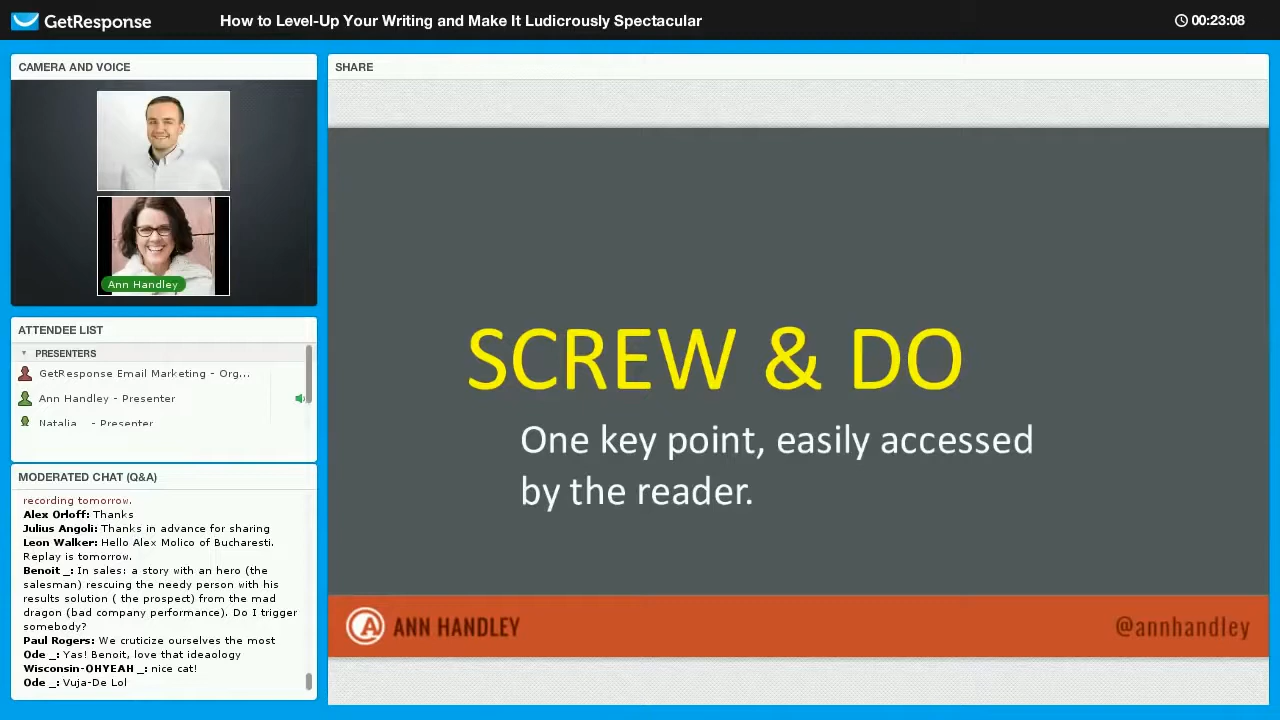 GetResponse
How to Level-Up Your Writing and Make It Ludicrously Spectacular
00:23:08
CAMERA AND VOICE
Ann Handley
ATTENDEE LIST
PRESENTERS
GetResponse Email Marketing - Org...
Ann Handley - Presenter
Natalia _ - Presenter
MODERATED CHAT (Q&A)
recording tomorrow.
Alex Orloff: Thanks
Julius Angoli: Thanks in advance for sharing
Leon Walker: Hello Alex Molico of Bucharesti.
Replay is tomorrow.
Benoit _: In sales: a story with an hero (the
salesman) rescuing the needy person with his
results solution ( the prospect) from the mad
dragon (bad company performance). Do I trigger
somebody?
Paul Rogers: We cruticize ourselves the most
Ode _: Yas! Benoit, love that ideaology
Wisconsin-OHYEAH _: nice cat!
Ode _: Vuja-De Lol
SHARE
SCREW & DO
One key point, easily accessed
by the reader.
A ANN HANDLEY
@annhandley